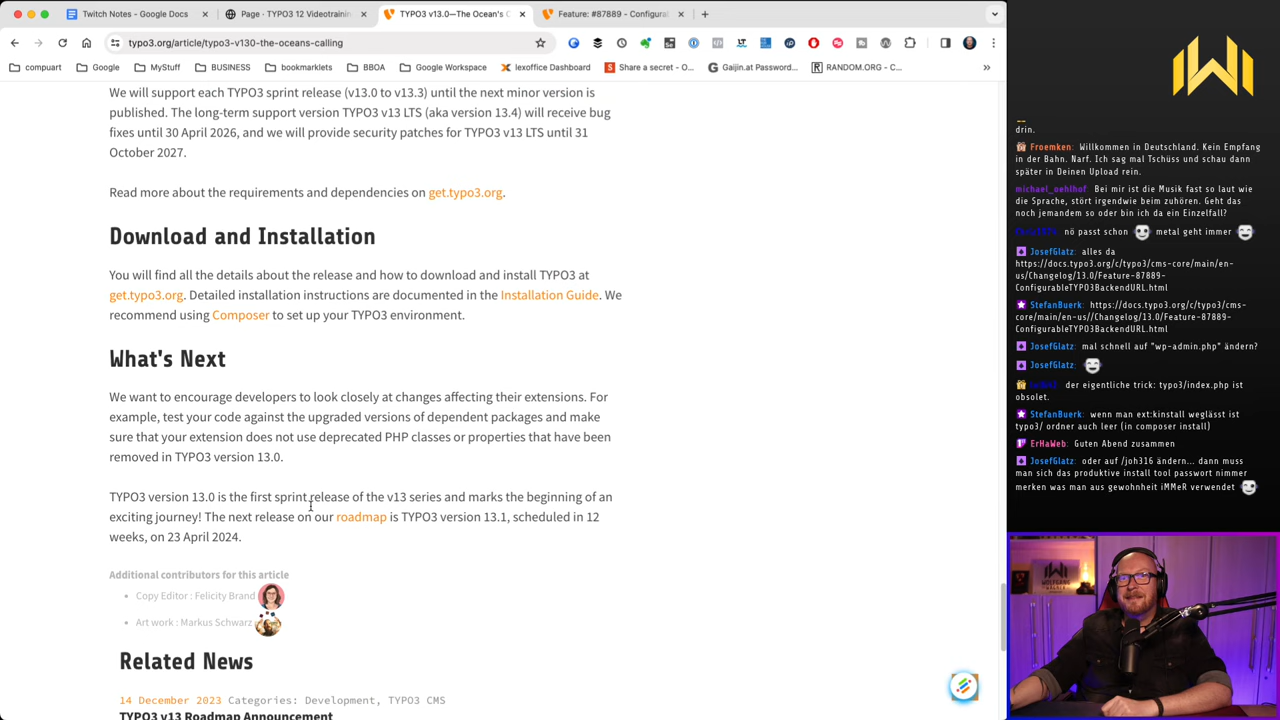 Twitch Notes - Google Docs
Page · TYPO3 12 Videotrainin
TYPO3 v13.0—The Ocean's C
Feature: #87889 - Configurabl
typo3.org/article/typo3-v130-the-oceans-calling
compuart
Google
MyStuff
BUSINESS
bookmarklets
BBOA
Google Workspace
lexoffice Dashboard
Share a secret - O...
Gaijin.at Password...
RANDOM.ORG - C...
We will support each TYPO3 sprint release (v13.0 to v13.3) until the next minor version is
published. The long-term support version TYPO3 v13 LTS (aka version 13.4) will receive bug
fixes until 30 April 2026, and we will provide security patches for TYPO3 v13 LTS until 31
October 2027.
Read more about the requirements and dependencies on get.typo3.org.
Download and Installation
You will find all the details about the release and how to download and install TYPO3 at
get.typo3.org. Detailed installation instructions are documented in the Installation Guide. We
recommend using Composer to set up your TYPO3 environment.
What's Next
We want to encourage developers to look closely at changes affecting their extensions. For
example, test your code against the upgraded versions of dependent packages and make
sure that your extension does not use deprecated PHP classes or properties that have been
removed in TYPO3 version 13.0.
TYPO3 version 13.0 is the first sprint release of the v13 series and marks the beginning of an
exciting journey! The next release on our roadmap is TYPO3 version 13.1, scheduled in 12
weeks, on 23 April 2024.
Additional contributors for this article
Copy Editor : Felicity Brand
Art work : Markus Schwarz
Related News
14 December 2023 Categories: Development, TYPO3 CMS
TYPO3 v13 Roadmap Announcement
drin.
Froemken: Willkommen in Deutschland. Kein Empfang
in der Bahn. Narf. Ich sag mal Tschüss und schau dann
später in Deinen Upload rein.
michael_oehlhof Bei mir ist die Musik fast so laut wie
die Sprache, stört irgendwie beim zuhören. Geht das
noch jemandem so oder bin ich da ein Einzelfall?
nö passt schon metal geht immer
JosefGlatz: alles da
https://docs.typo3.org/c/typo3/cms-core/main/en-
us/Changelog/13.0/Feature-87889-
ConfigurableTYPO3BackendURL.html
StefanBuerk: https://docs.typo3.org/c/typo3/cms-
core/main/en-us//Changelog/13.0/Feature-87889-
ConfigurableTYPO3BackendURL.html
JosefGlatz: mal schnell auf "wp-admin.php" ändern?
JosefGlatz:
der eigentliche trick: typo3/index.php ist
obsolet.
StefanBuerk: wenn man ext:kinstall weglässt ist
typo3/ ordner auch leer (in composer install)
ErHaWeb: Guten Abend zusammen
JosefGlatz: oder auf /joh316 ändern... dann muss
man sich das produktive install tool passwort nimmer
merken was man aus gewohnheit iMMeR verwendet